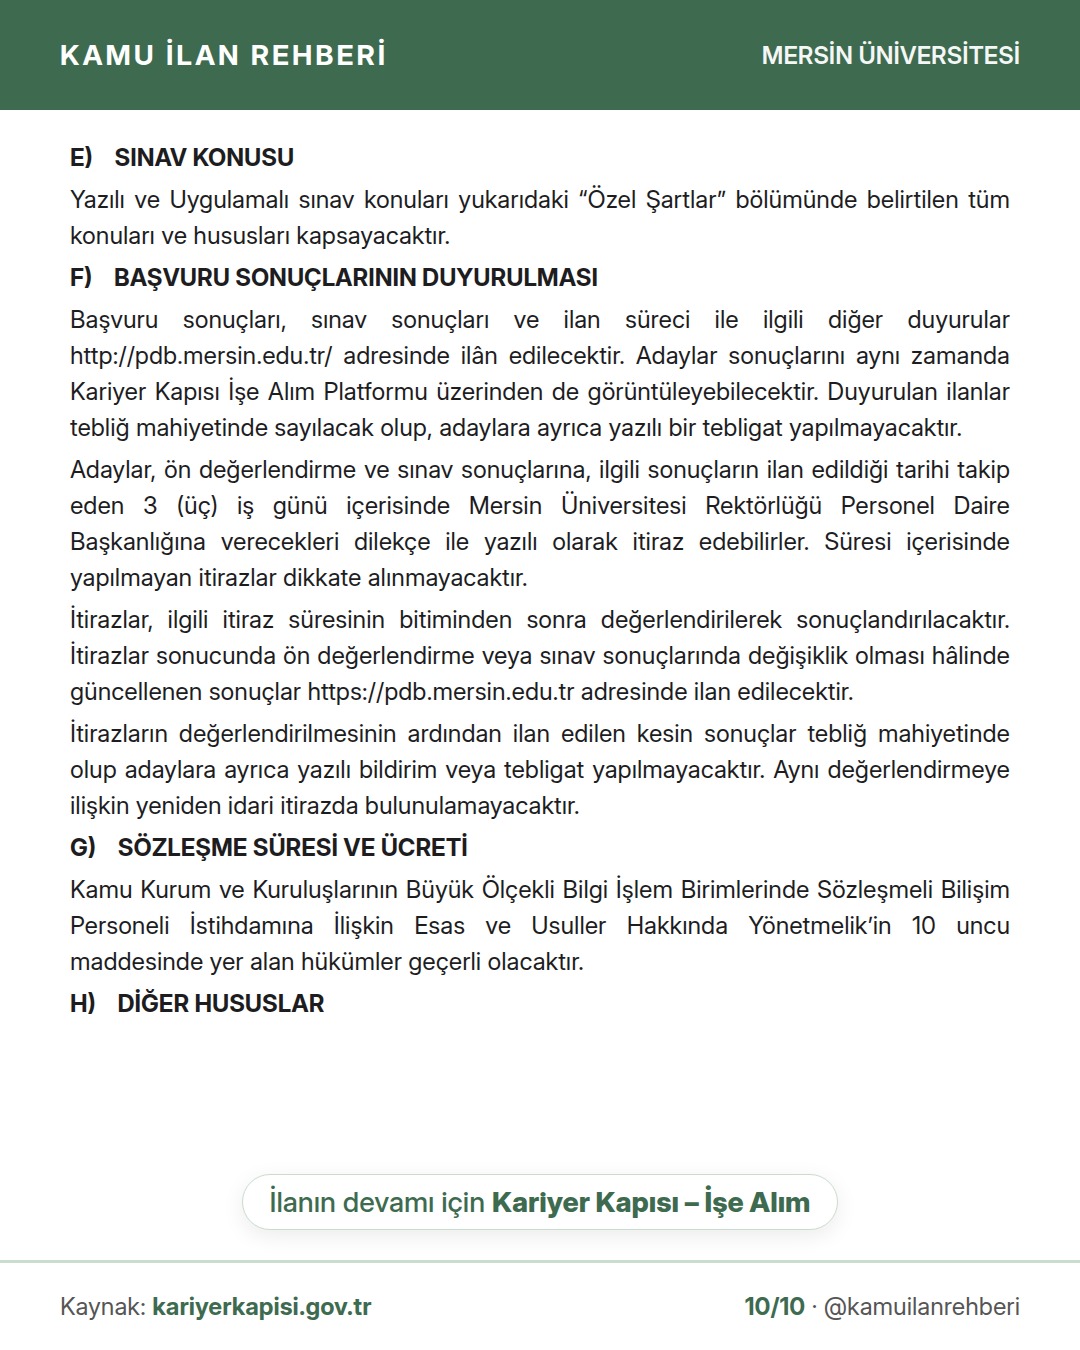 KAMU İLAN REHBERİ
MERSİN ÜNİVERSİTESİ
E) SINAV KONUSU
Yazılı ve Uygulamalı sınav konuları yukarıdaki “Özel Şartlar” bölümünde belirtilen tüm
konuları ve hususları kapsayacaktır.
F) BAŞVURU SONUÇLARININ DUYURULMASI
Başvuru sonuçları, sınav sonuçları ve ilan süreci ile ilgili diğer duyurular
http://pdb.mersin.edu.tr/ adresinde ilân edilecektir. Adaylar sonuçlarını aynı zamanda
Kariyer Kapısı İşe Alım Platformu üzerinden de görüntüleyebilecektir. Duyurulan ilanlar
tebliğ mahiyetinde sayılacak olup, adaylara ayrıca yazılı bir tebligat yapılmayacaktır.
Adaylar, ön değerlendirme ve sınav sonuçlarına, ilgili sonuçların ilan edildiği tarihi takip
eden 3 (üç) iş günü içerisinde Mersin Üniversitesi Rektörlüğü Personel Daire
Başkanlığına verecekleri dilekçe ile yazılı olarak itiraz edebilirler. Süresi içerisinde
yapılmayan itirazlar dikkate alınmayacaktır.
İtirazlar, ilgili itiraz süresinin bitiminden sonra değerlendirilerek sonuçlandırılacaktır.
İtirazlar sonucunda ön değerlendirme veya sınav sonuçlarında değişiklik olması hâlinde
güncellenen sonuçlar https://pdb.mersin.edu.tr adresinde ilan edilecektir.
İtirazların değerlendirilmesinin ardından ilan edilen kesin sonuçlar tebliğ mahiyetinde
olup adaylara ayrıca yazılı bildirim veya tebligat yapılmayacaktır. Aynı değerlendirmeye
ilişkin yeniden idari itirazda bulunulamayacaktır.
G) SÖZLEŞME SÜRESİ VE ÜCRETİ
Kamu Kurum ve Kuruluşlarının Büyük Ölçekli Bilgi İşlem Birimlerinde Sözleşmeli Bilişim
Personeli İstihdamına İlişkin Esas ve Usuller Hakkında Yönetmelik’in 10 uncu
maddesinde yer alan hükümler geçerli olacaktır.
H) DİĞER HUSUSLAR
İlanın devamı için Kariyer Kapısı – İşe Alım
Kaynak: kariyerkapisi.gov.tr
10/10 · @kamuilanrehberi